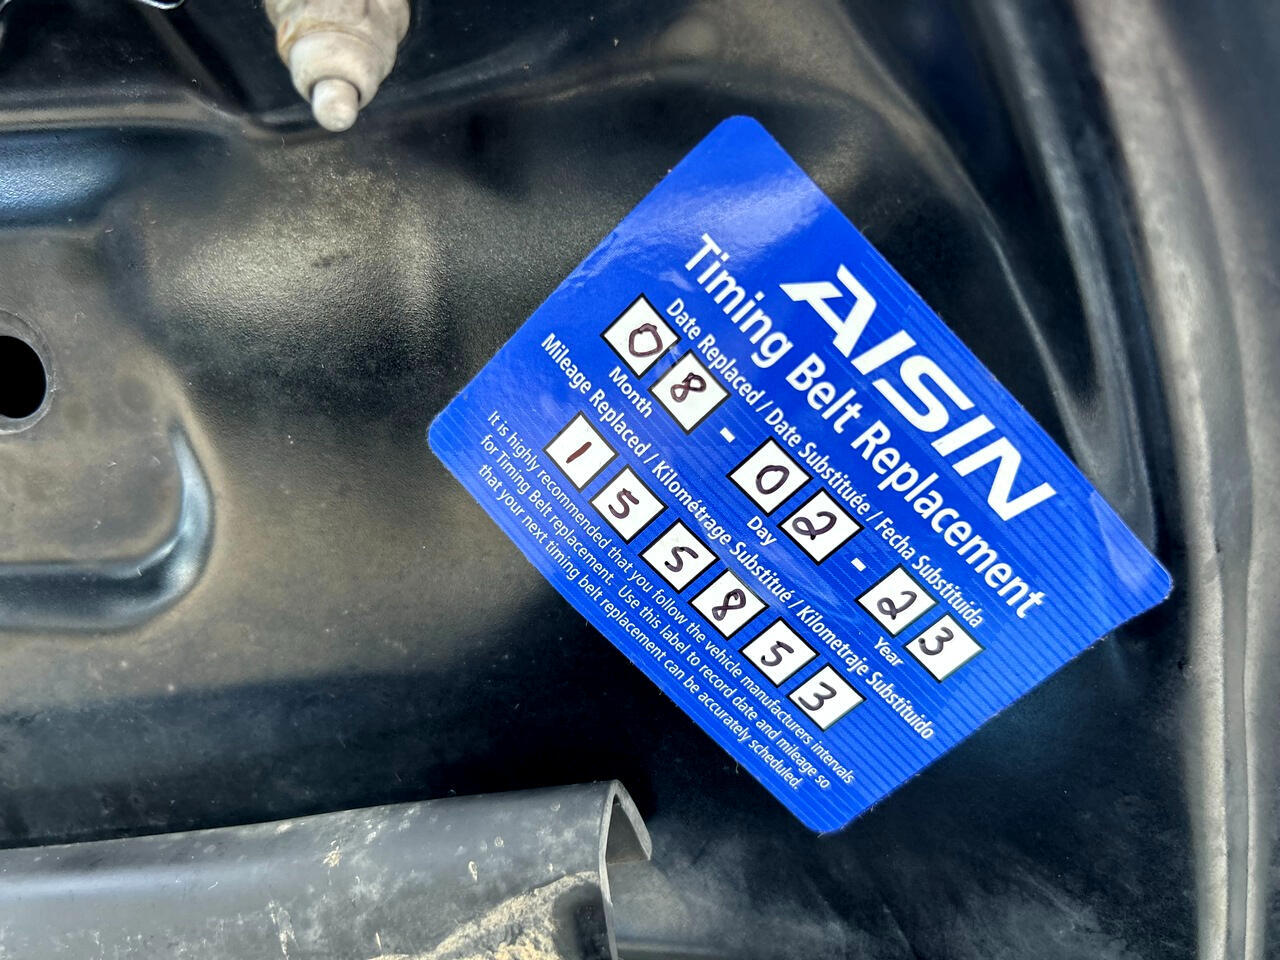 AISIN
Timing Belt Replacement
Date Replaced / Date Substituée / Fecha Substituída
08 - 02 - 23
Month Day Year
Mileage Replaced / Kilométrage Substitué / Kilometraje Substituido
155853
It is highly recommended that you follow the vehicle manufacturers intervals
for Timing Belt replacement. Use this label to record date and mileage so
that your next timing belt replacement can be accurately scheduled.